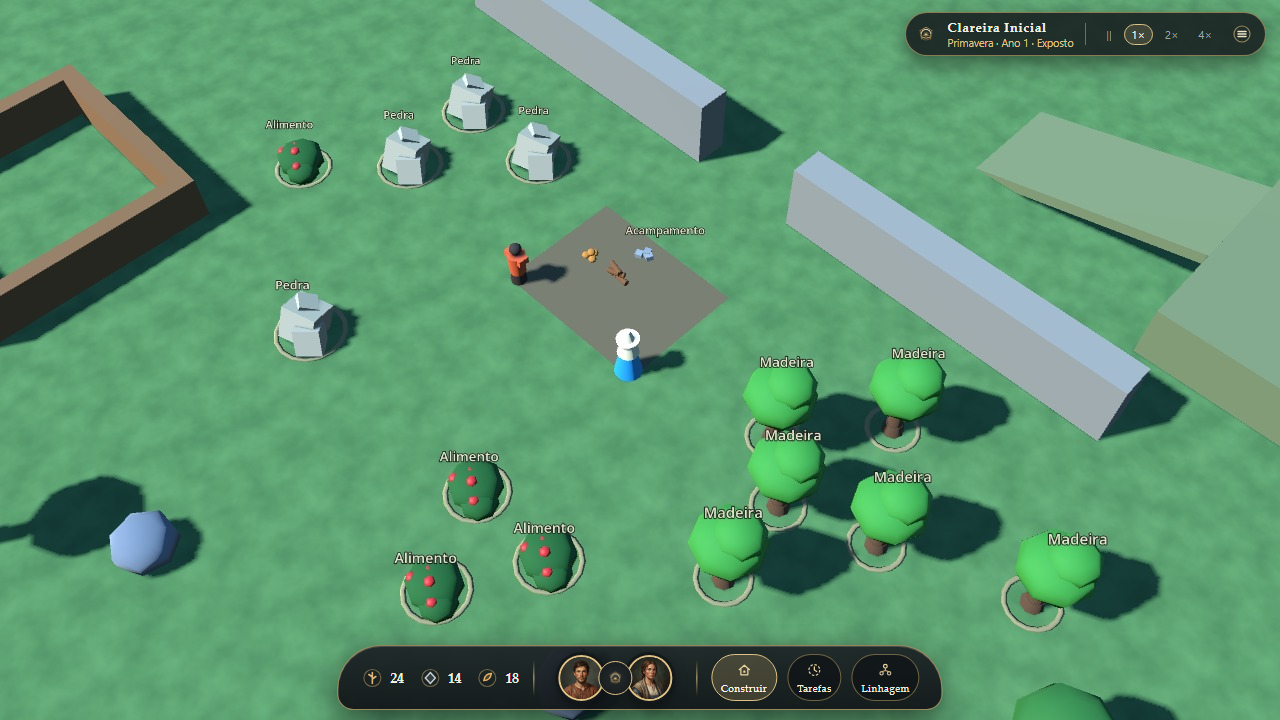 Clareira Inicial
Primavera · Ano 1 · Exposto
1×
2×
4×
Pedra
Pedra
Pedra
Alimento
Acampamento
Pedra
Madeira
Madeira
Madeira
Alimento
Madeira
Madeira
Alimento
Madeira
Alimento
24
14
18
Construir
Tarefas
Linhagem